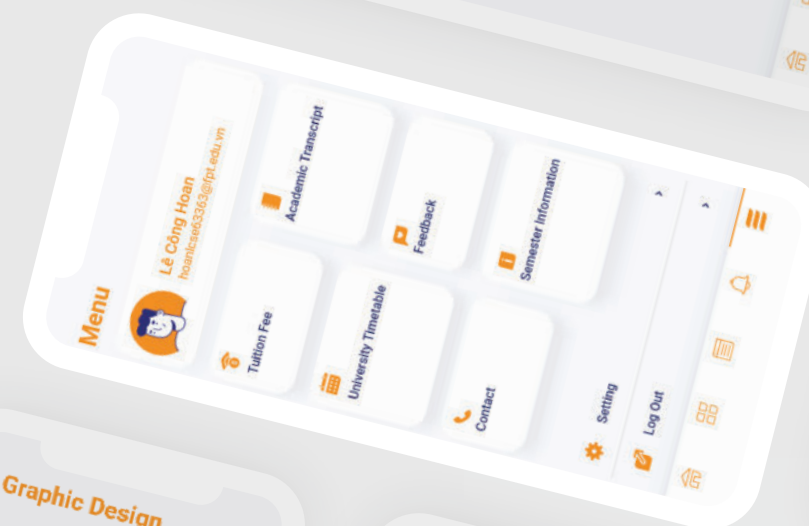 Menu
Lê Công Hoan
hoanlcse63363@fpt.edu.vn
Tuition Fee
Academic Transcript
University Timetable
Feedback
Contact
Semester Information
Setting
Log Out
Graphic Design